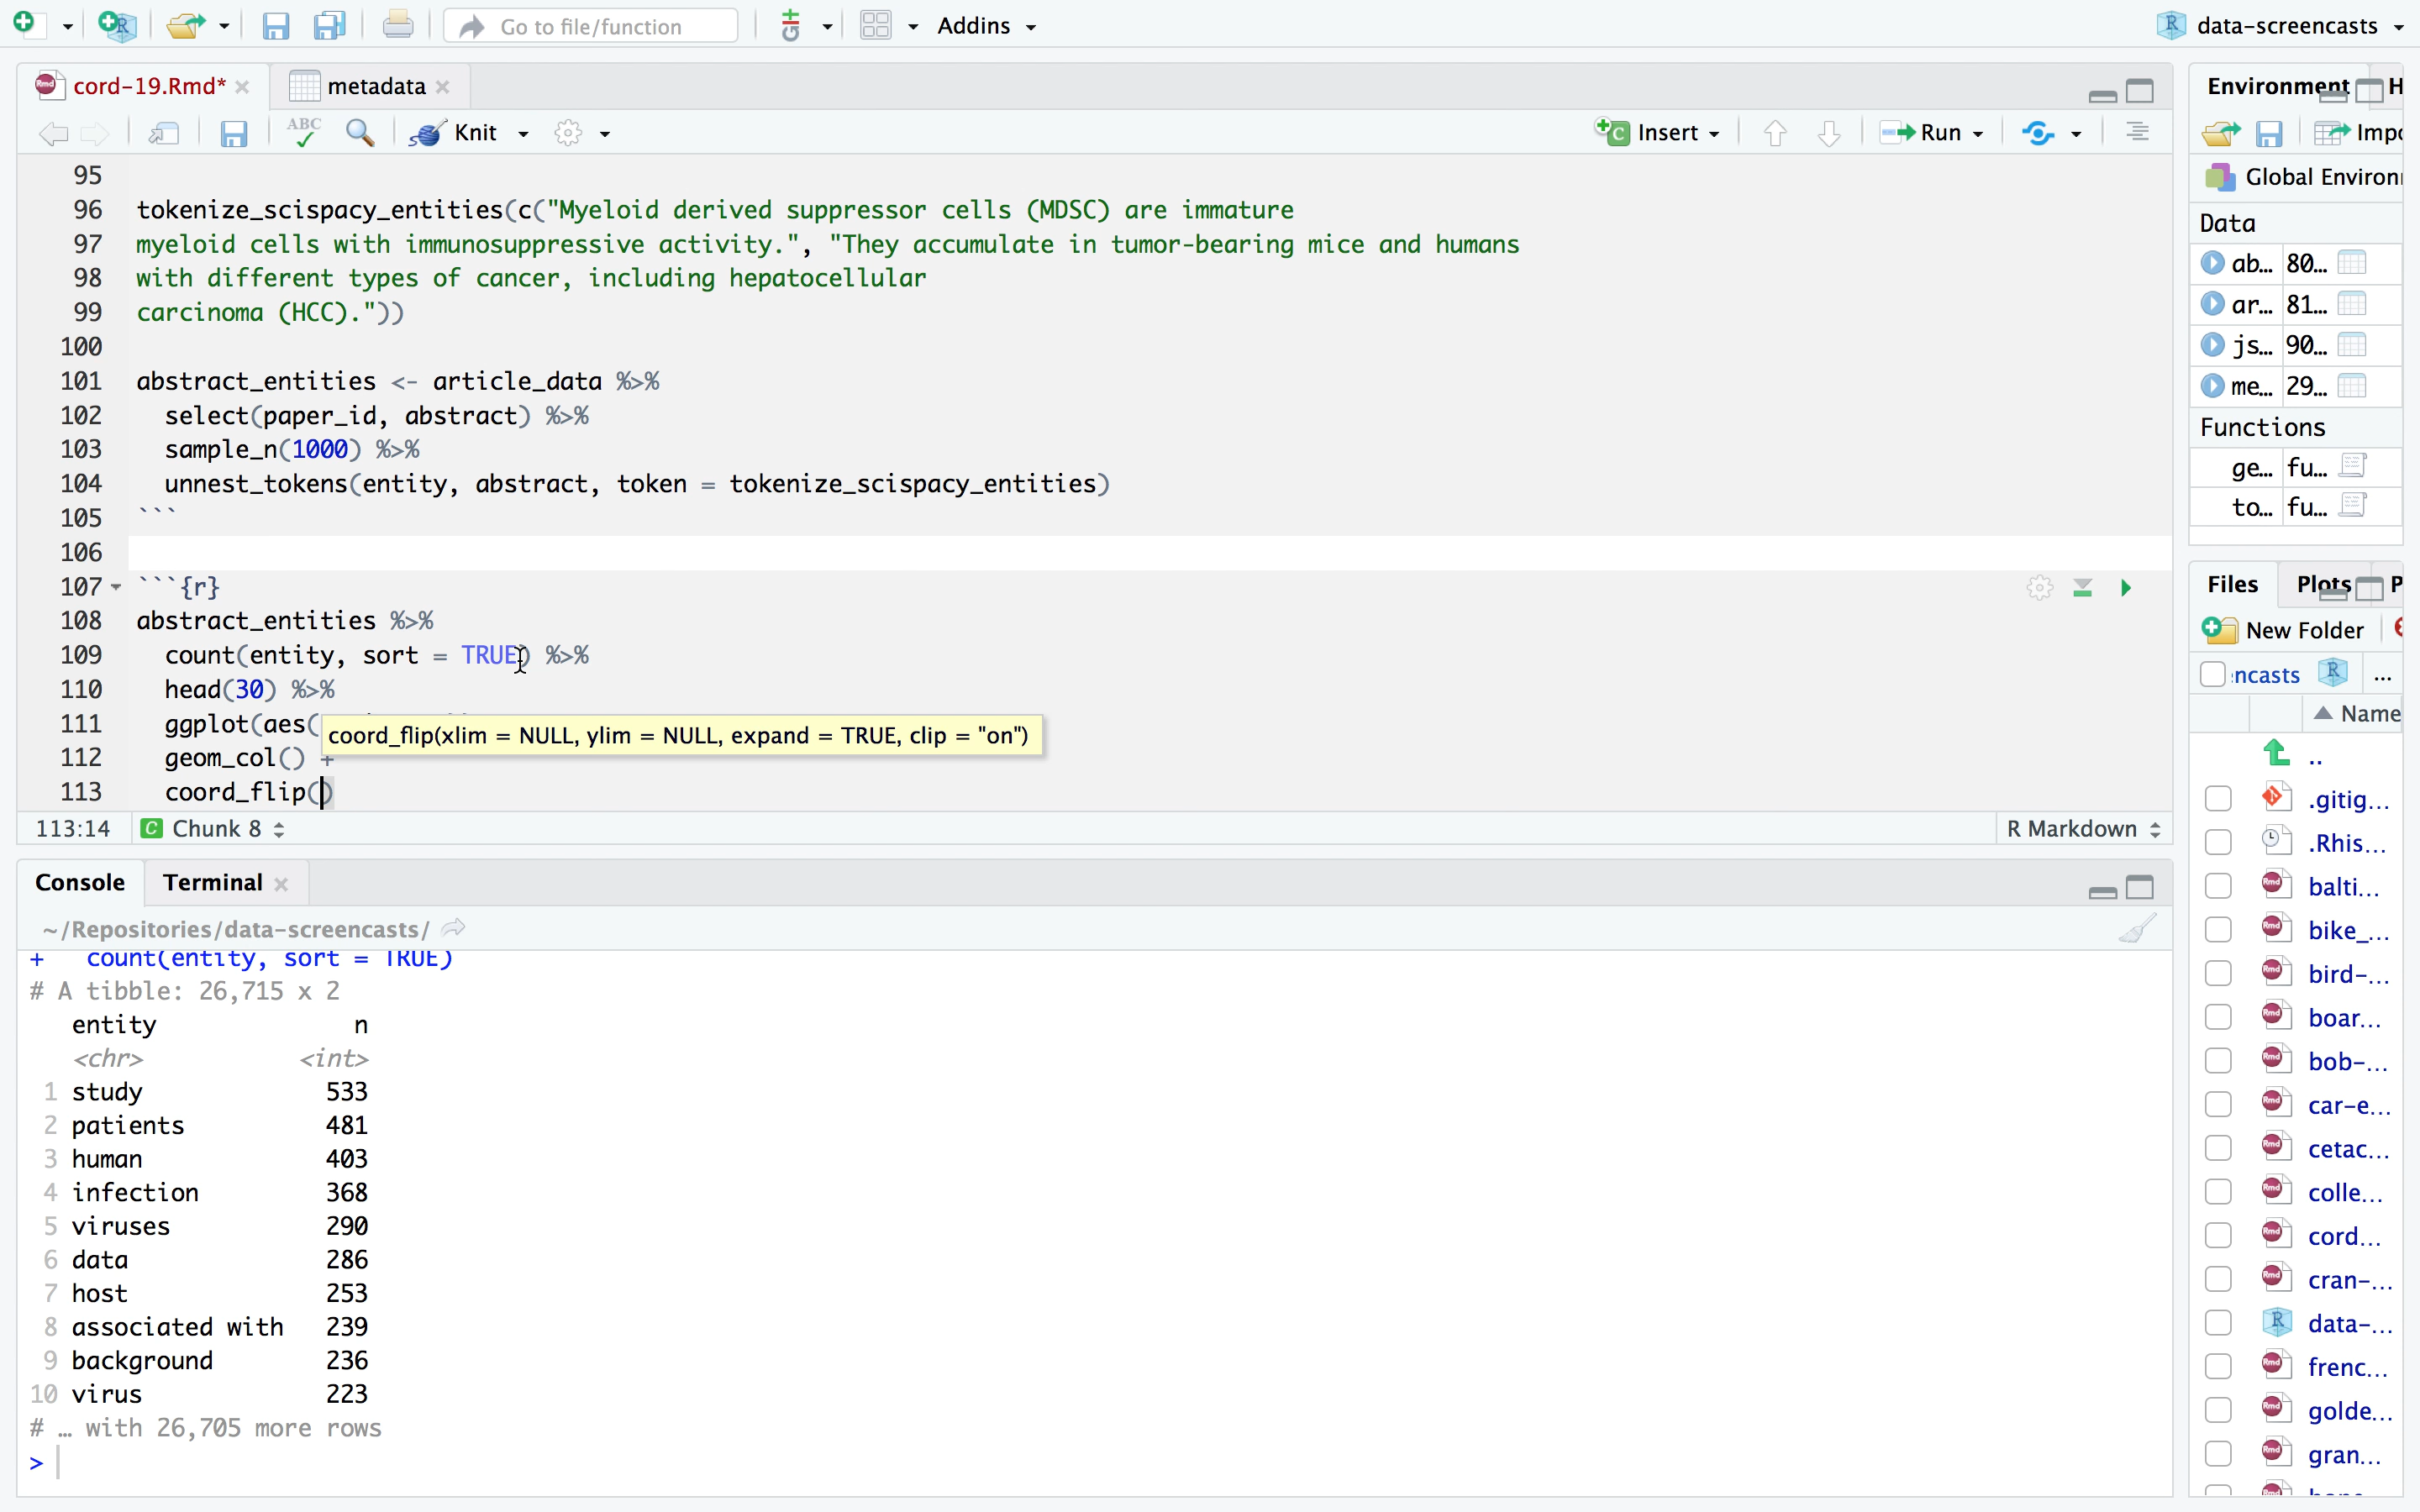 Go to file/function
Addins
data-screencasts
cord-19.Rmd*
metadata
ABC
Knit
Insert
Run
95
96 tokenize_scispacy_entities(c("Myeloid derived suppressor cells (MDSC) are immature
97 myeloid cells with immunosuppressive activity.", "They accumulate in tumor-bearing mice and humans
98 with different types of cancer, including hepatocellular
99 carcinoma (HCC)."))
100
101 abstract_entities <- article_data %>%
102 select(paper_id, abstract) %>%
103 sample_n(1000) %>%
104 unnest_tokens(entity, abstract, token = tokenize_scispacy_entities)
105 ```
106
107 ```{r}
108 abstract_entities %>%
109 count(entity, sort = TRUE) %>%
110 head(30) %>%
111 ggplot(aes(
coord_flip(xlim = NULL, ylim = NULL, expand = TRUE, clip = "on")
112 geom_col() +
113 coord_flip()
113:14 Chunk 8 R Markdown
Console Terminal
~/Repositories/data-screencasts/
+ count(entity, sort = TRUE)
# A tibble: 26,715 x 2
entity n
<chr> <int>
1 study 533
2 patients 481
3 human 403
4 infection 368
5 viruses 290
6 data 286
7 host 253
8 associated with 239
9 background 236
10 virus 223
# … with 26,705 more rows
>
Environment H
Impo
Global Environ
Data
ab... 80...
ar... 81...
js... 90...
me... 29...
Functions
ge... fu...
to... fu...
Files Plots P
New Folder
encasts ...
Name
..
.gitig...
.Rhis...
balti...
bike_...
bird-...
boar...
bob-...
car-e...
cetac...
colle...
cord...
cran-...
data-...
frenc...
golde...
gran...